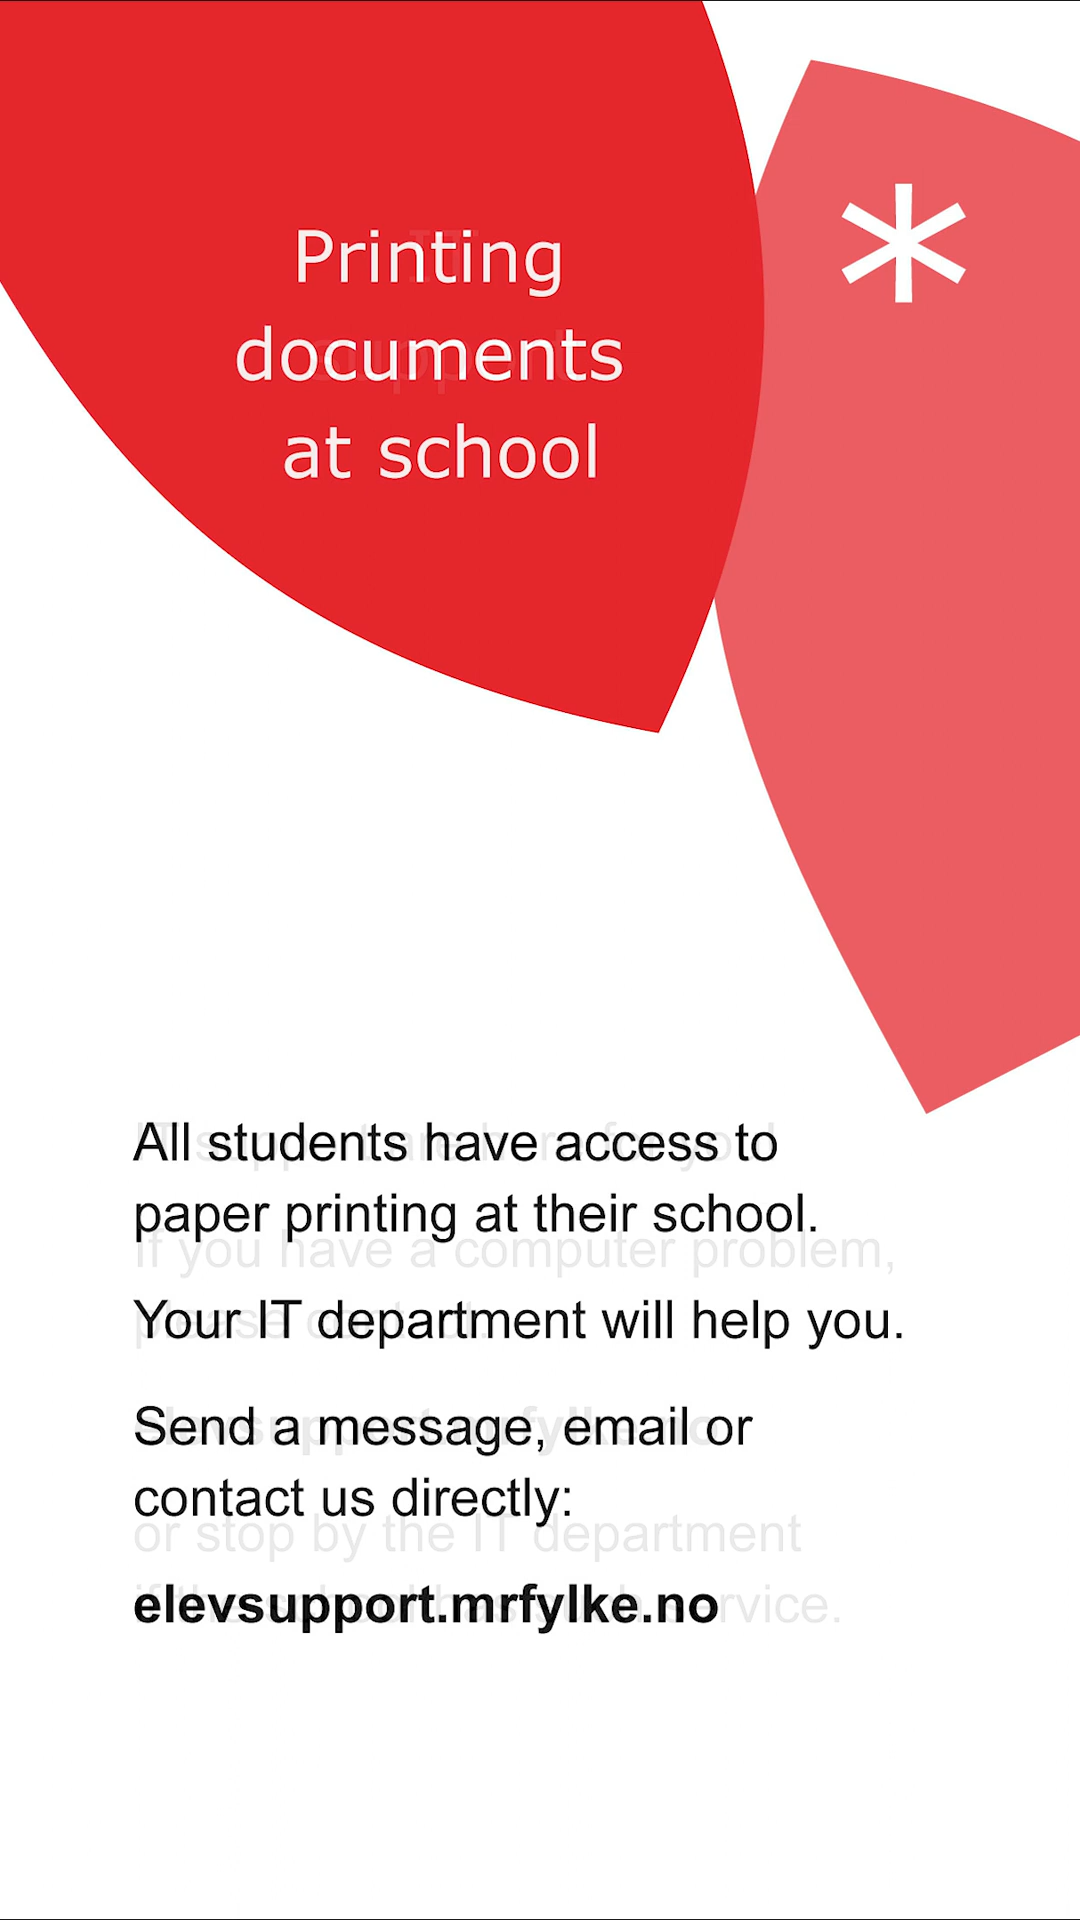 Printing
documents
at school
All students have access to
paper printing at their school.
If you have a computer problem,
Your IT department will help you.
Send a message, email or
contact us directly:
or stop by the IT department
elevsupport.mrfylke.no